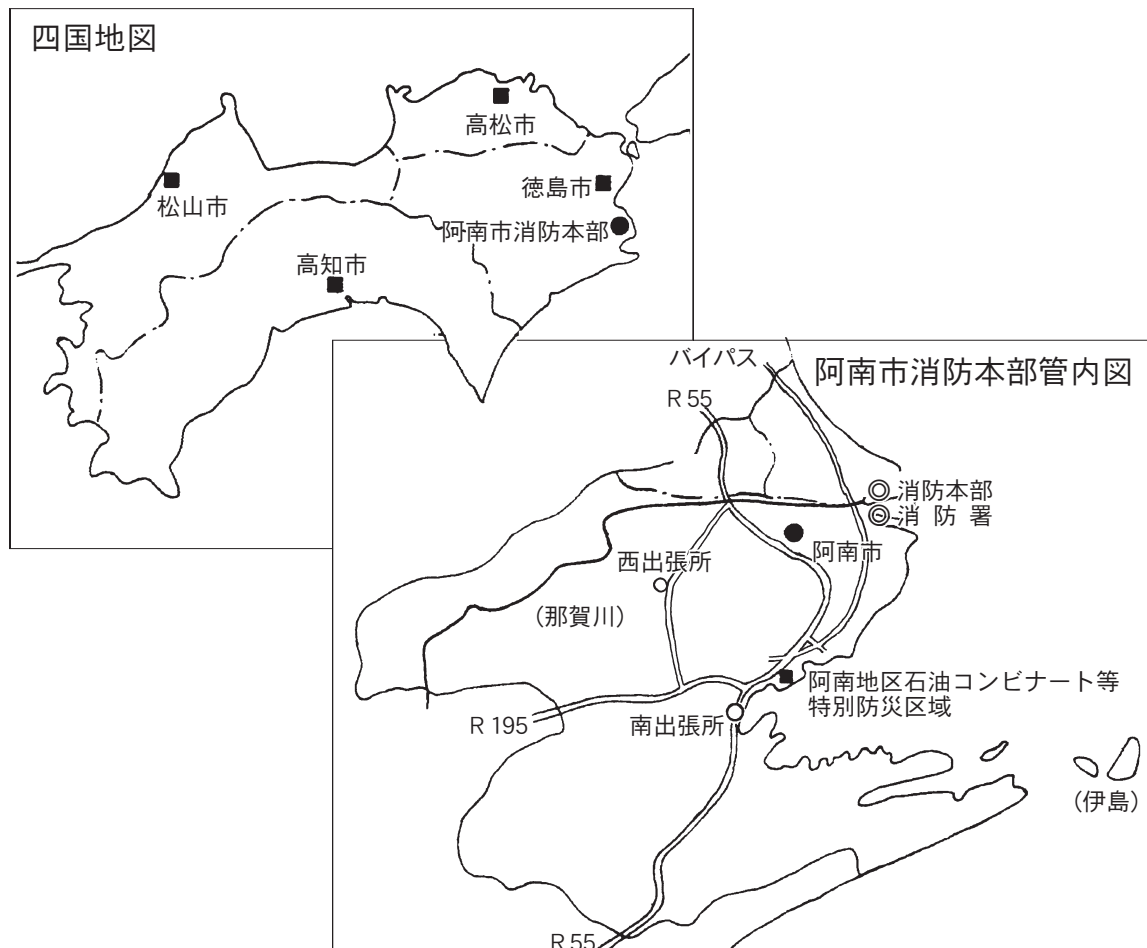 四国地図
高松市
徳島市
松山市
阿南市消防本部
高知市
バイパス
阿南市消防本部管内図
R 55
消防本部
消 防 署
阿南市
西出張所
(那賀川)
阿南地区石油コンビナート等
特別防災区域
R 195
南出張所
(伊島)
R 55